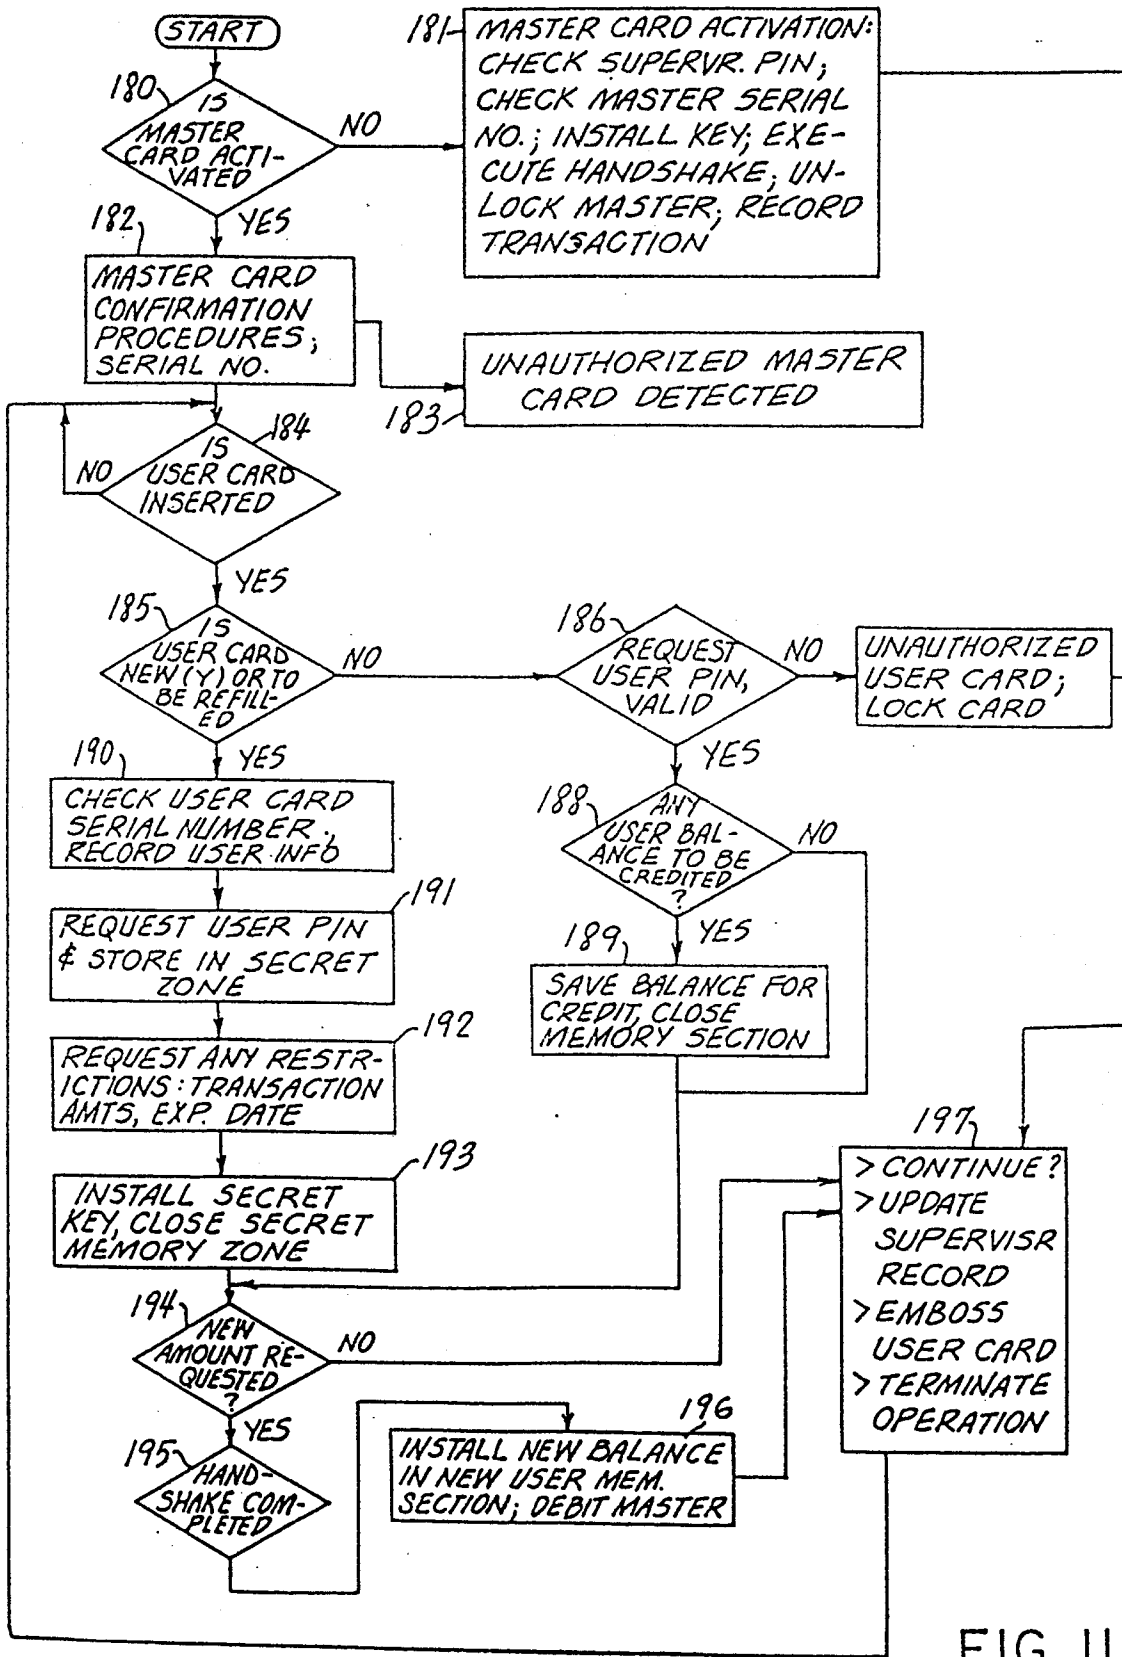 START
180
IS
MASTER
CARD ACTI-
VATED
NO
YES
181
MASTER CARD ACTIVATION:
CHECK SUPERVR. PIN;
CHECK MASTER SERIAL
NO.; INSTALL KEY; EXE-
CUTE HANDSHAKE; UN-
LOCK MASTER; RECORD
TRANSACTION
182
MASTER CARD
CONFIRMATION
PROCEDURES;
SERIAL NO.
UNAUTHORIZED MASTER
CARD DETECTED
183
184
IS
USER CARD
INSERTED
NO
YES
185
IS
USER CARD
NEW (Y) OR TO
BE REFILL-
ED
NO
YES
186
REQUEST
USER PIN,
VALID
NO
YES
UNAUTHORIZED
USER CARD;
LOCK CARD
188
ANY
USER BAL-
ANCE TO BE
CREDITED
?
NO
YES
189
SAVE BALANCE FOR
CREDIT, CLOSE
MEMORY SECTION
190
CHECK USER CARD
SERIAL NUMBER;
RECORD USER INFO
191
REQUEST USER PIN
& STORE IN SECRET
ZONE
192
REQUEST ANY RESTR-
ICTIONS: TRANSACTION
AMTS, EXP. DATE
193
INSTALL SECRET
KEY, CLOSE SECRET
MEMORY ZONE
194
NEW
AMOUNT RE-
QUESTED
?
NO
YES
195
HAND-
SHAKE COM-
PLETED
196
INSTALL NEW BALANCE
IN NEW USER MEM.
SECTION; DEBIT MASTER
197
> CONTINUE?
> UPDATE
SUPERVISR
RECORD
> EMBOSS
USER CARD
> TERMINATE
OPERATION
FIG. 11